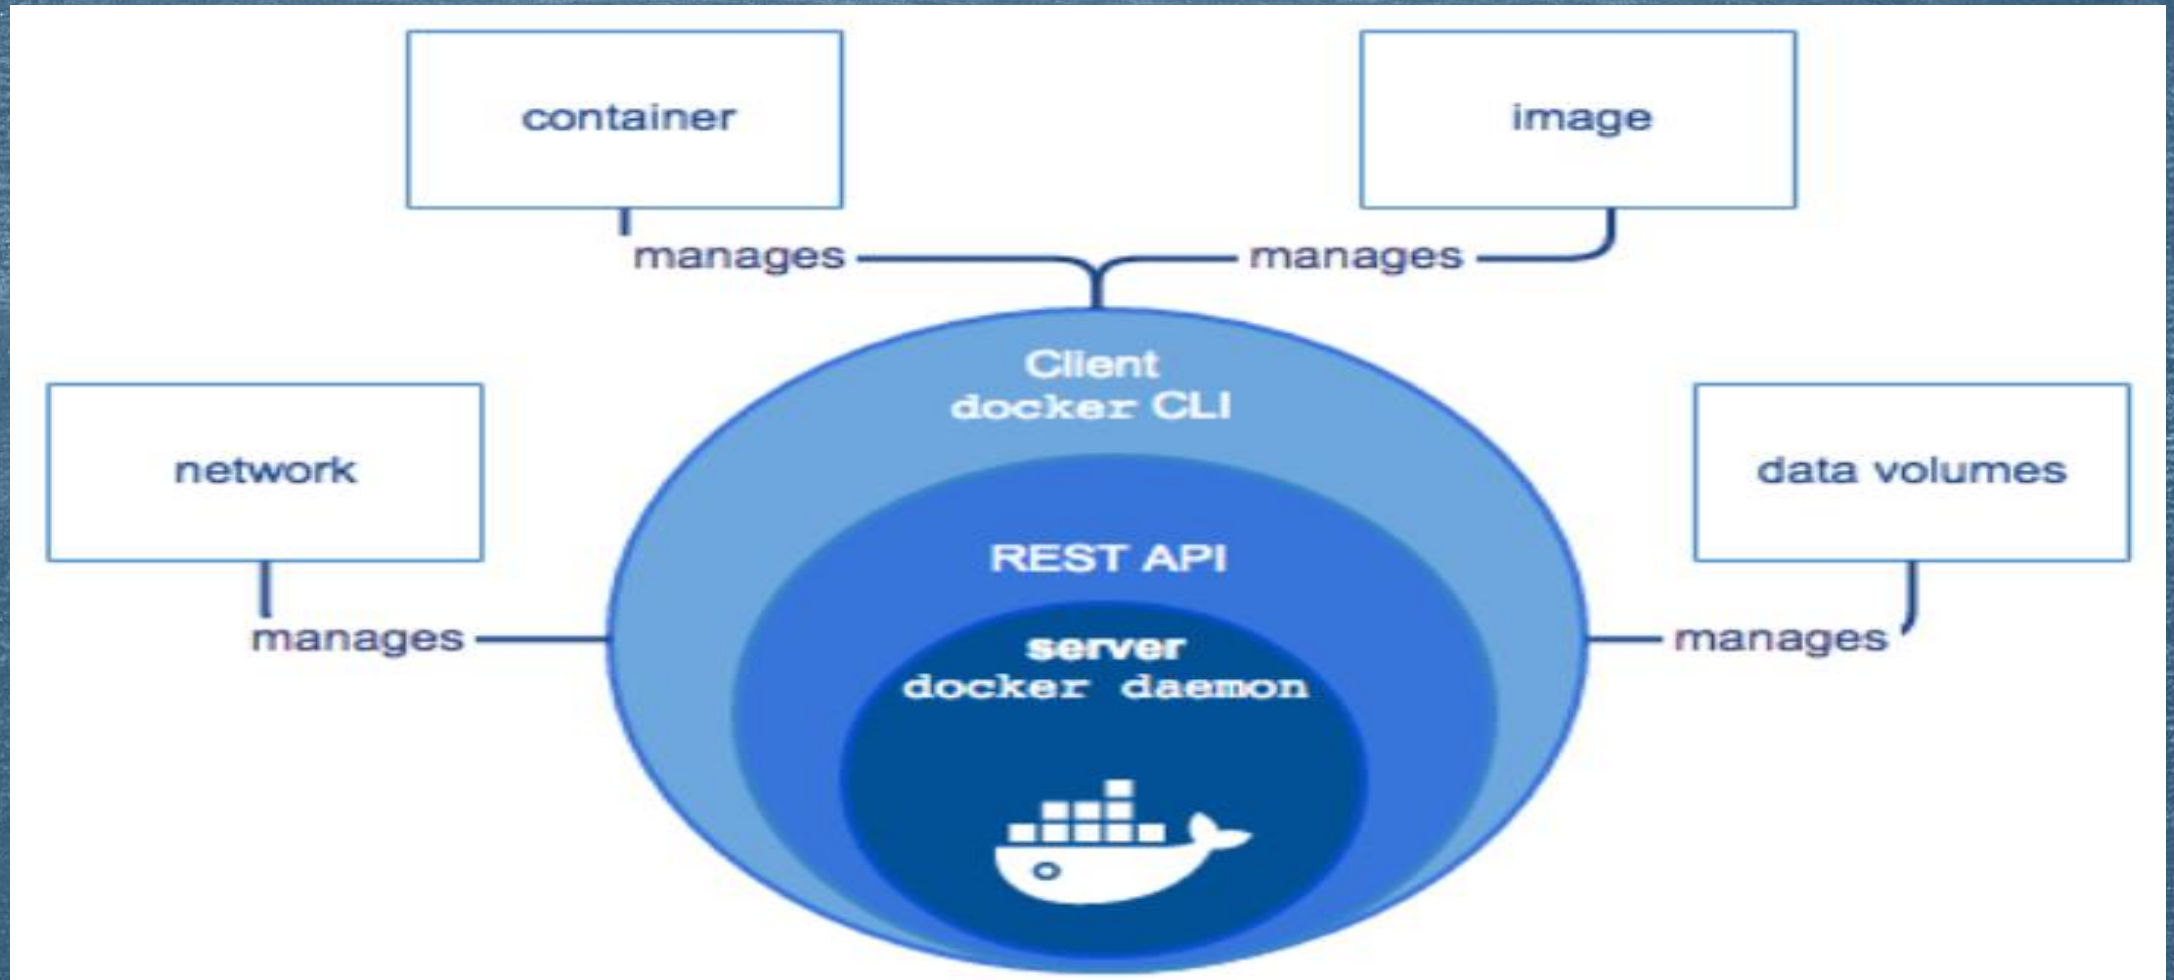 container
image
manages
manages
Client
docker CLI
network
data volumes
REST API
manages
server
docker daemon
manages